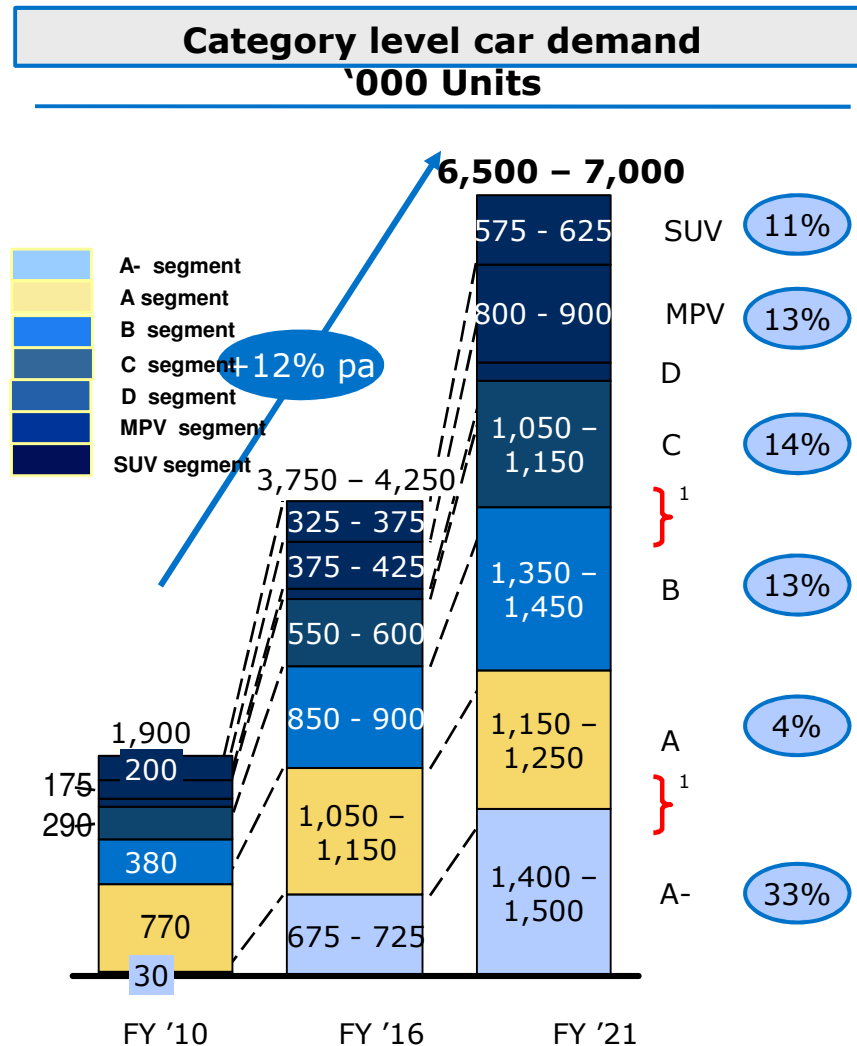 Category level car demand
‘000 Units
6,500 – 7,000
575 - 625
SUV
11%
A- segment
A segment
B segment
C segment
D segment
MPV segment
SUV segment
+12% pa
800 - 900
MPV
13%
D
1,050 –
1,150
C
14%
1
3,750 – 4,250
325 - 375
375 - 425
550 - 600
850 - 900
1,050 –
1,150
675 - 725
1,350 –
1,450
B
13%
1,150 –
1,250
A
4%
1
1,400 –
1,500
A-
33%
1,900
200
175
290
380
770
30
FY ’10
FY ’16
FY ’21